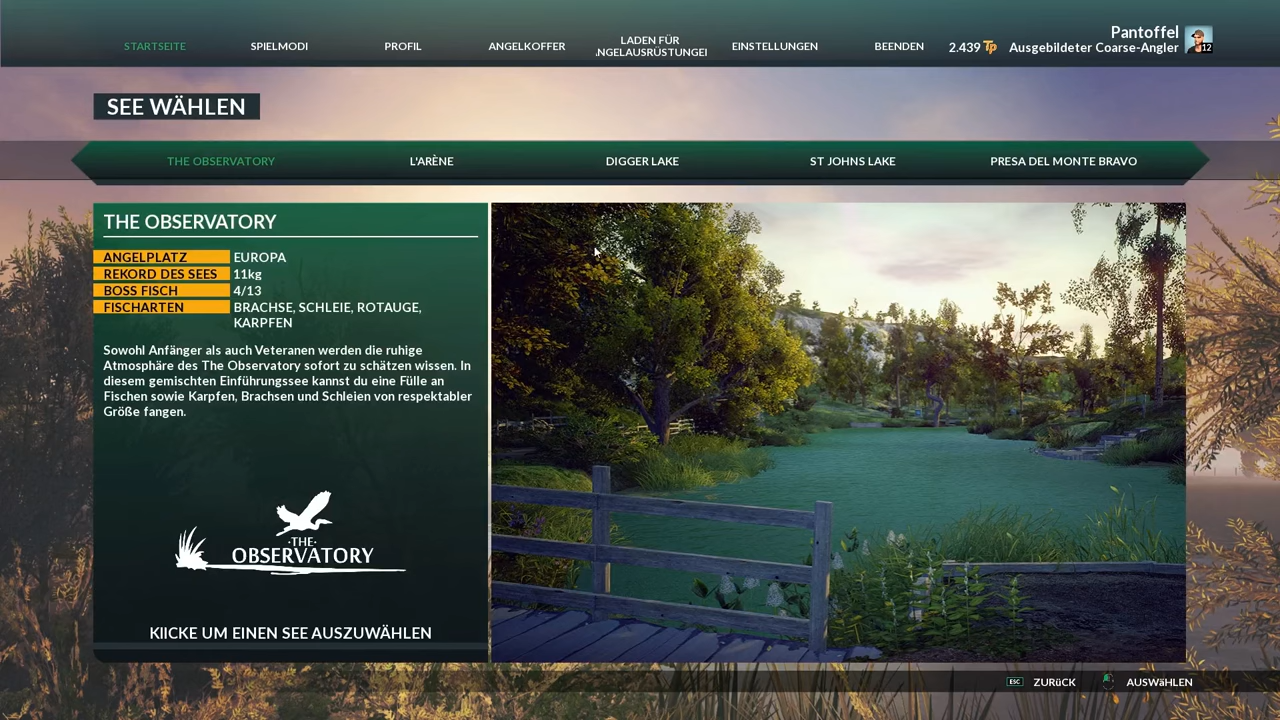 STARTSEITE
SPIELMODI
PROFIL
ANGELKOFFER
LADEN FÜR
.NGELAUSRÜSTUNGEI
EINSTELLUNGEN
BEENDEN
2.439 Tp
Pantoffel
Ausgebildeter Coarse-Angler
12
SEE WÄHLEN
THE OBSERVATORY
L'ARÈNE
DIGGER LAKE
ST JOHNS LAKE
PRESA DEL MONTE BRAVO
THE OBSERVATORY
ANGELPLATZ EUROPA
REKORD DES SEES 11kg
BOSS FISCH 4/13
FISCHARTEN BRACHSE, SCHLEIE, ROTAUGE,
KARPFEN
Sowohl Anfänger als auch Veteranen werden die ruhige
Atmosphäre des The Observatory sofort zu schätzen wissen. In
diesem gemischten Einführungssee kannst du eine Fülle an
Fischen sowie Karpfen, Brachsen und Schleien von respektabler
Größe fangen.
·THE·
OBSERVATORY
KlICKE UM EINEN SEE AUSZUWÄHLEN
ESC ZURüCK
AUSWäHLEN